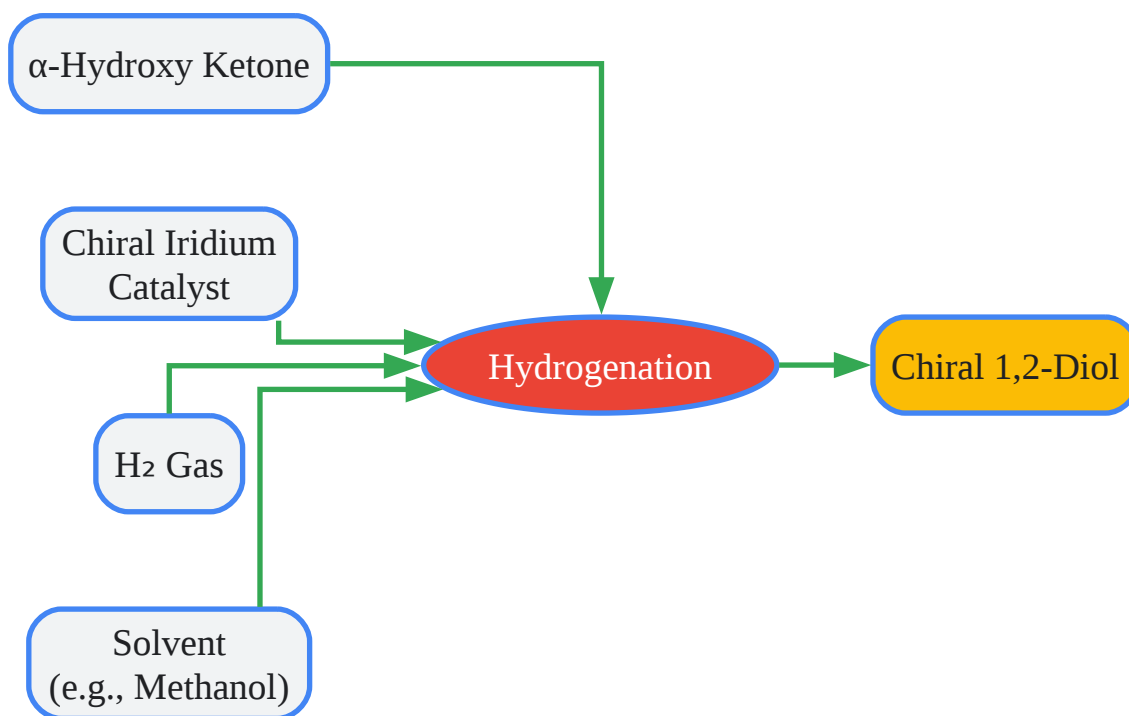 α-Hydroxy Ketone
Chiral Iridium
Catalyst
Hydrogenation
Chiral 1,2-Diol
H₂ Gas
Solvent
(e.g., Methanol)